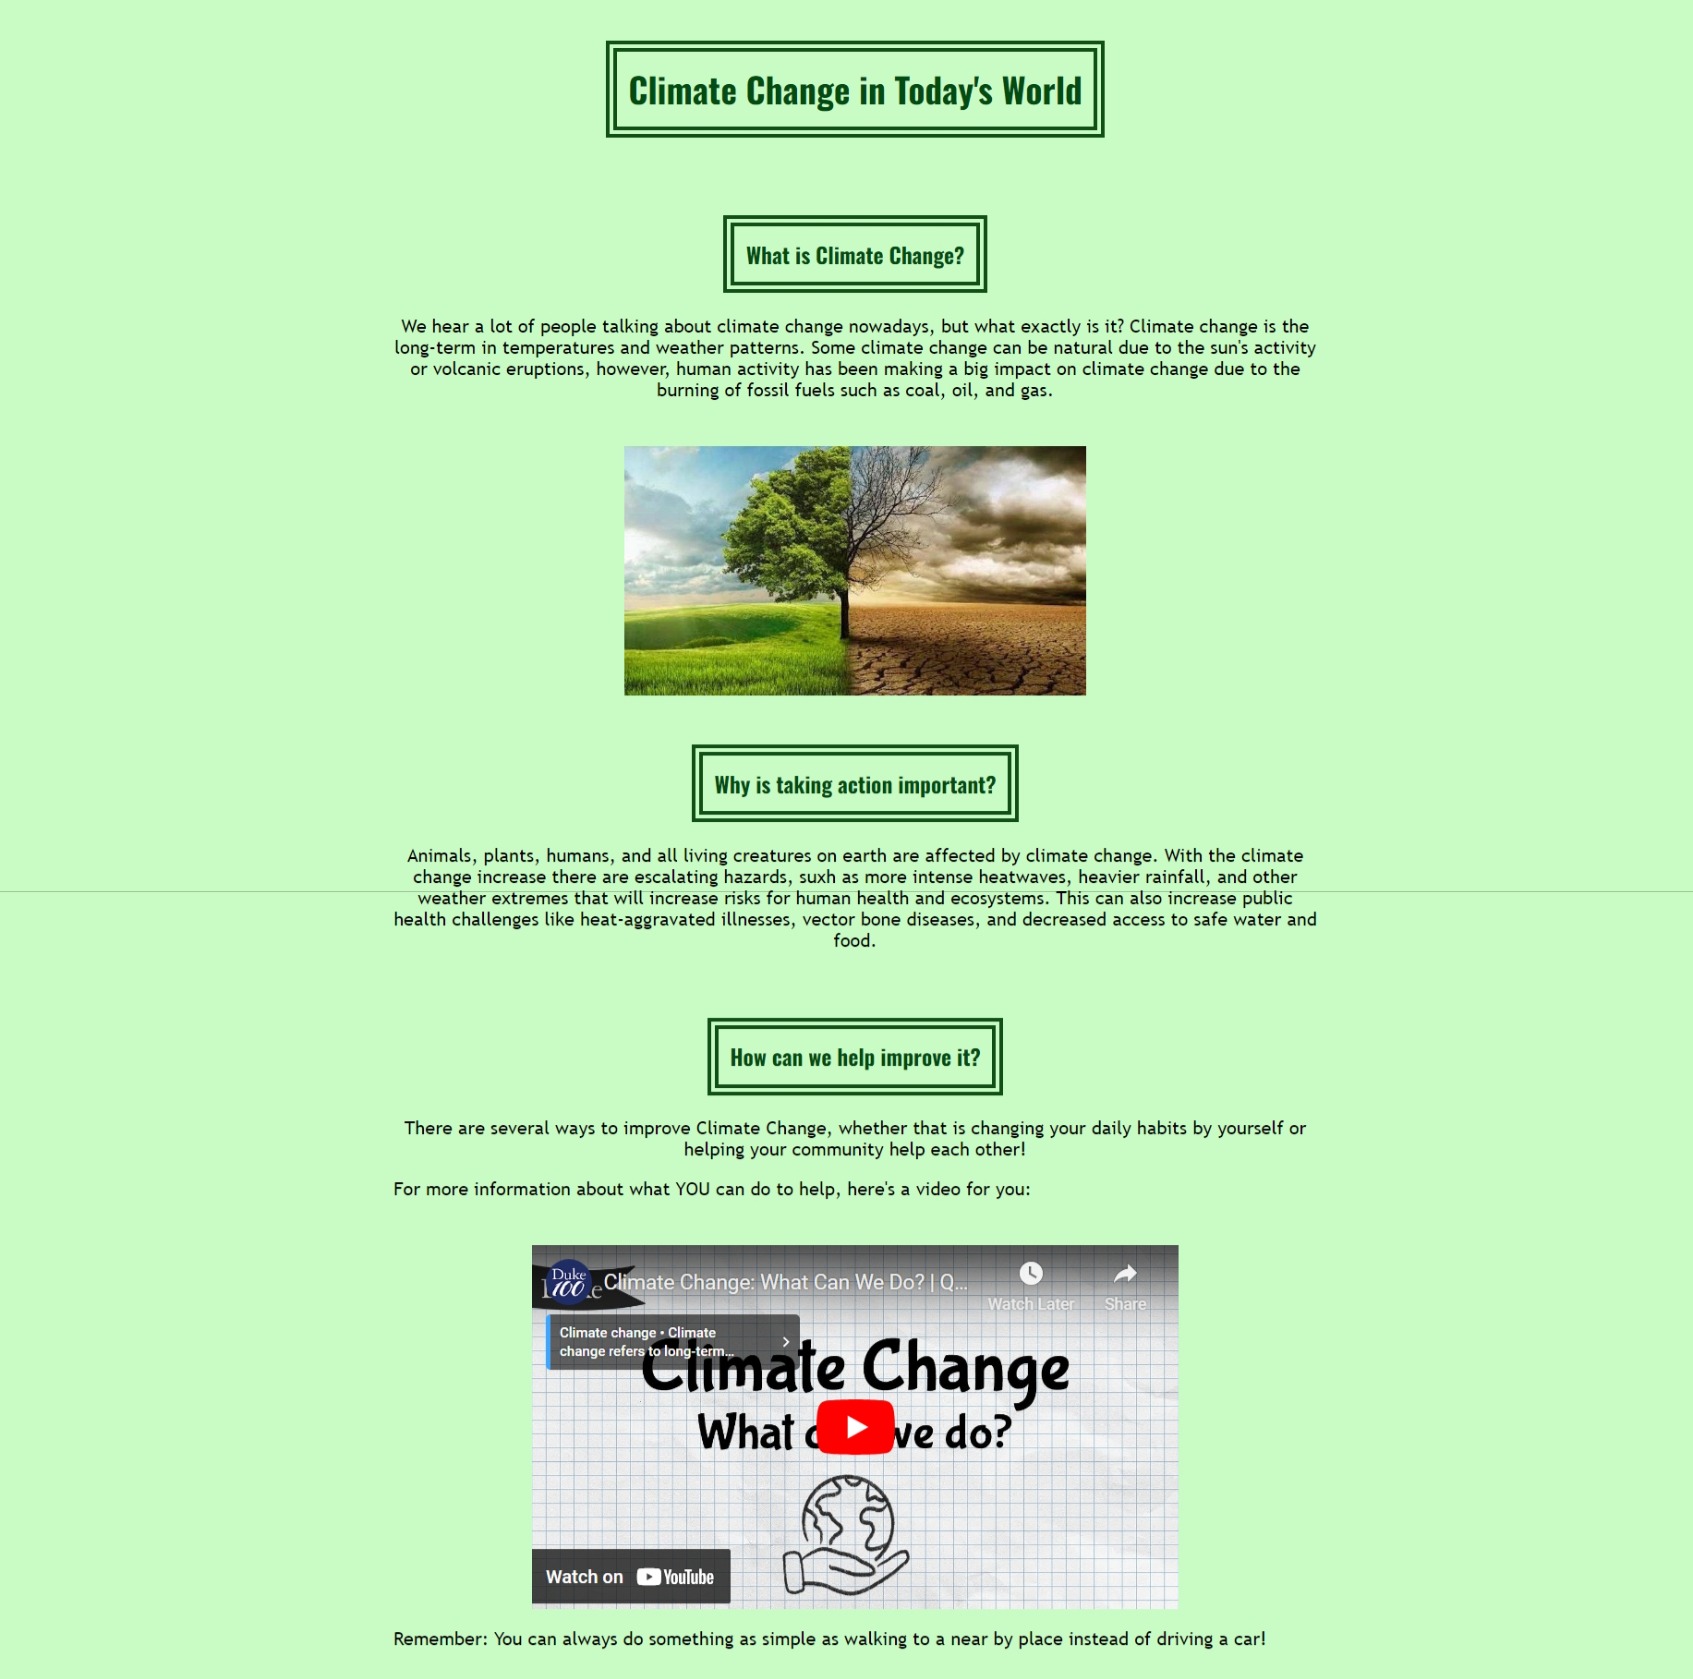 Climate Change in Today's World
What is Climate Change?
We hear a lot of people talking about climate change nowadays, but what exactly is it? Climate change is the
long-term in temperatures and weather patterns. Some climate change can be natural due to the sun's activity
or volcanic eruptions, however, human activity has been making a big impact on climate change due to the
burning of fossil fuels such as coal, oil, and gas.
Why is taking action important?
Animals, plants, humans, and all living creatures on earth are affected by climate change. With the climate
change increase there are escalating hazards, suxh as more intense heatwaves, heavier rainfall, and other
weather extremes that will increase risks for human health and ecosystems. This can also increase public
health challenges like heat-aggravated illnesses, vector bone diseases, and decreased access to safe water and
food.
How can we help improve it?
There are several ways to improve Climate Change, whether that is changing your daily habits by yourself or
helping your community help each other!
For more information about what YOU can do to help, here's a video for you:
Duke
100
Climate Change: What Can We Do? | Q...
Watch Later
Share
Climate change • Climate
change refers to long-term...
Climate Change
What we do?
Watch on YouTube
Remember: You can always do something as simple as walking to a near by place instead of driving a car!